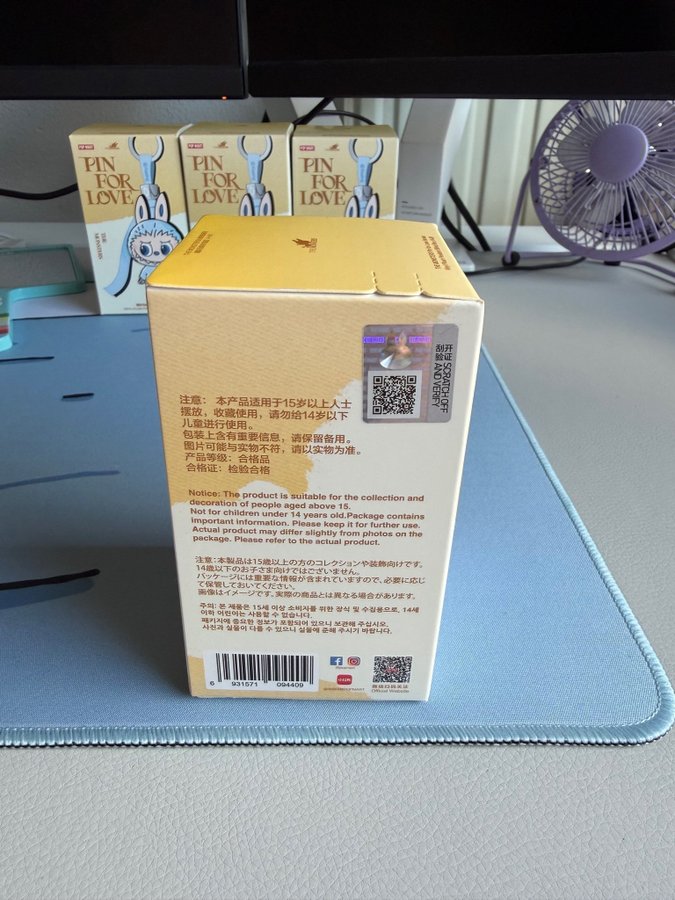 POP MART
PIN
FOR
LOVE
THE
MONSTERS
POP MART
PIN
FOR
LOVE
POP MART
PIN
FOR
LOVE
刮开
验证
SCRATCH OFF
AND VERIFY
注意： 本产品适用于15岁以上人士
摆放，收藏使用，请勿给14岁以下
儿童进行使用。
包装上含有重要信息，请保留备用。
图片可能与实物不符，请以实物为准。
产品等级：合格品
合格证：检验合格
Notice: The product is suitable for the collection and
decoration of people aged above 15.
Not for children under 14 years old.Package contains
important information. Please keep it for further use.
Actual product may differ slightly from photos on the
package. Please refer to the actual product.
注意：本製品は15歳以上の方のコレクションや装飾向けです。
14歳以下のお子さま向けではございません。
パッケージには重要な情報が含まれていますので、必要に応じ
て保管しておいてください。
画像はイメージです。実際の商品とは異なる場合があります。
주의: 본 제품은 15세 이상 소비자를 위한 장식 및 수집용으로, 14세
이하 어린이는 사용할 수 없습니다.
패키지에 중요한 정보가 포함되어 있으니 보관해 주십시오.
사진과 실물이 다를 수 있으니 실물에 준해 주시기 바랍니다.
6 931571 094409
小红书
Official Website